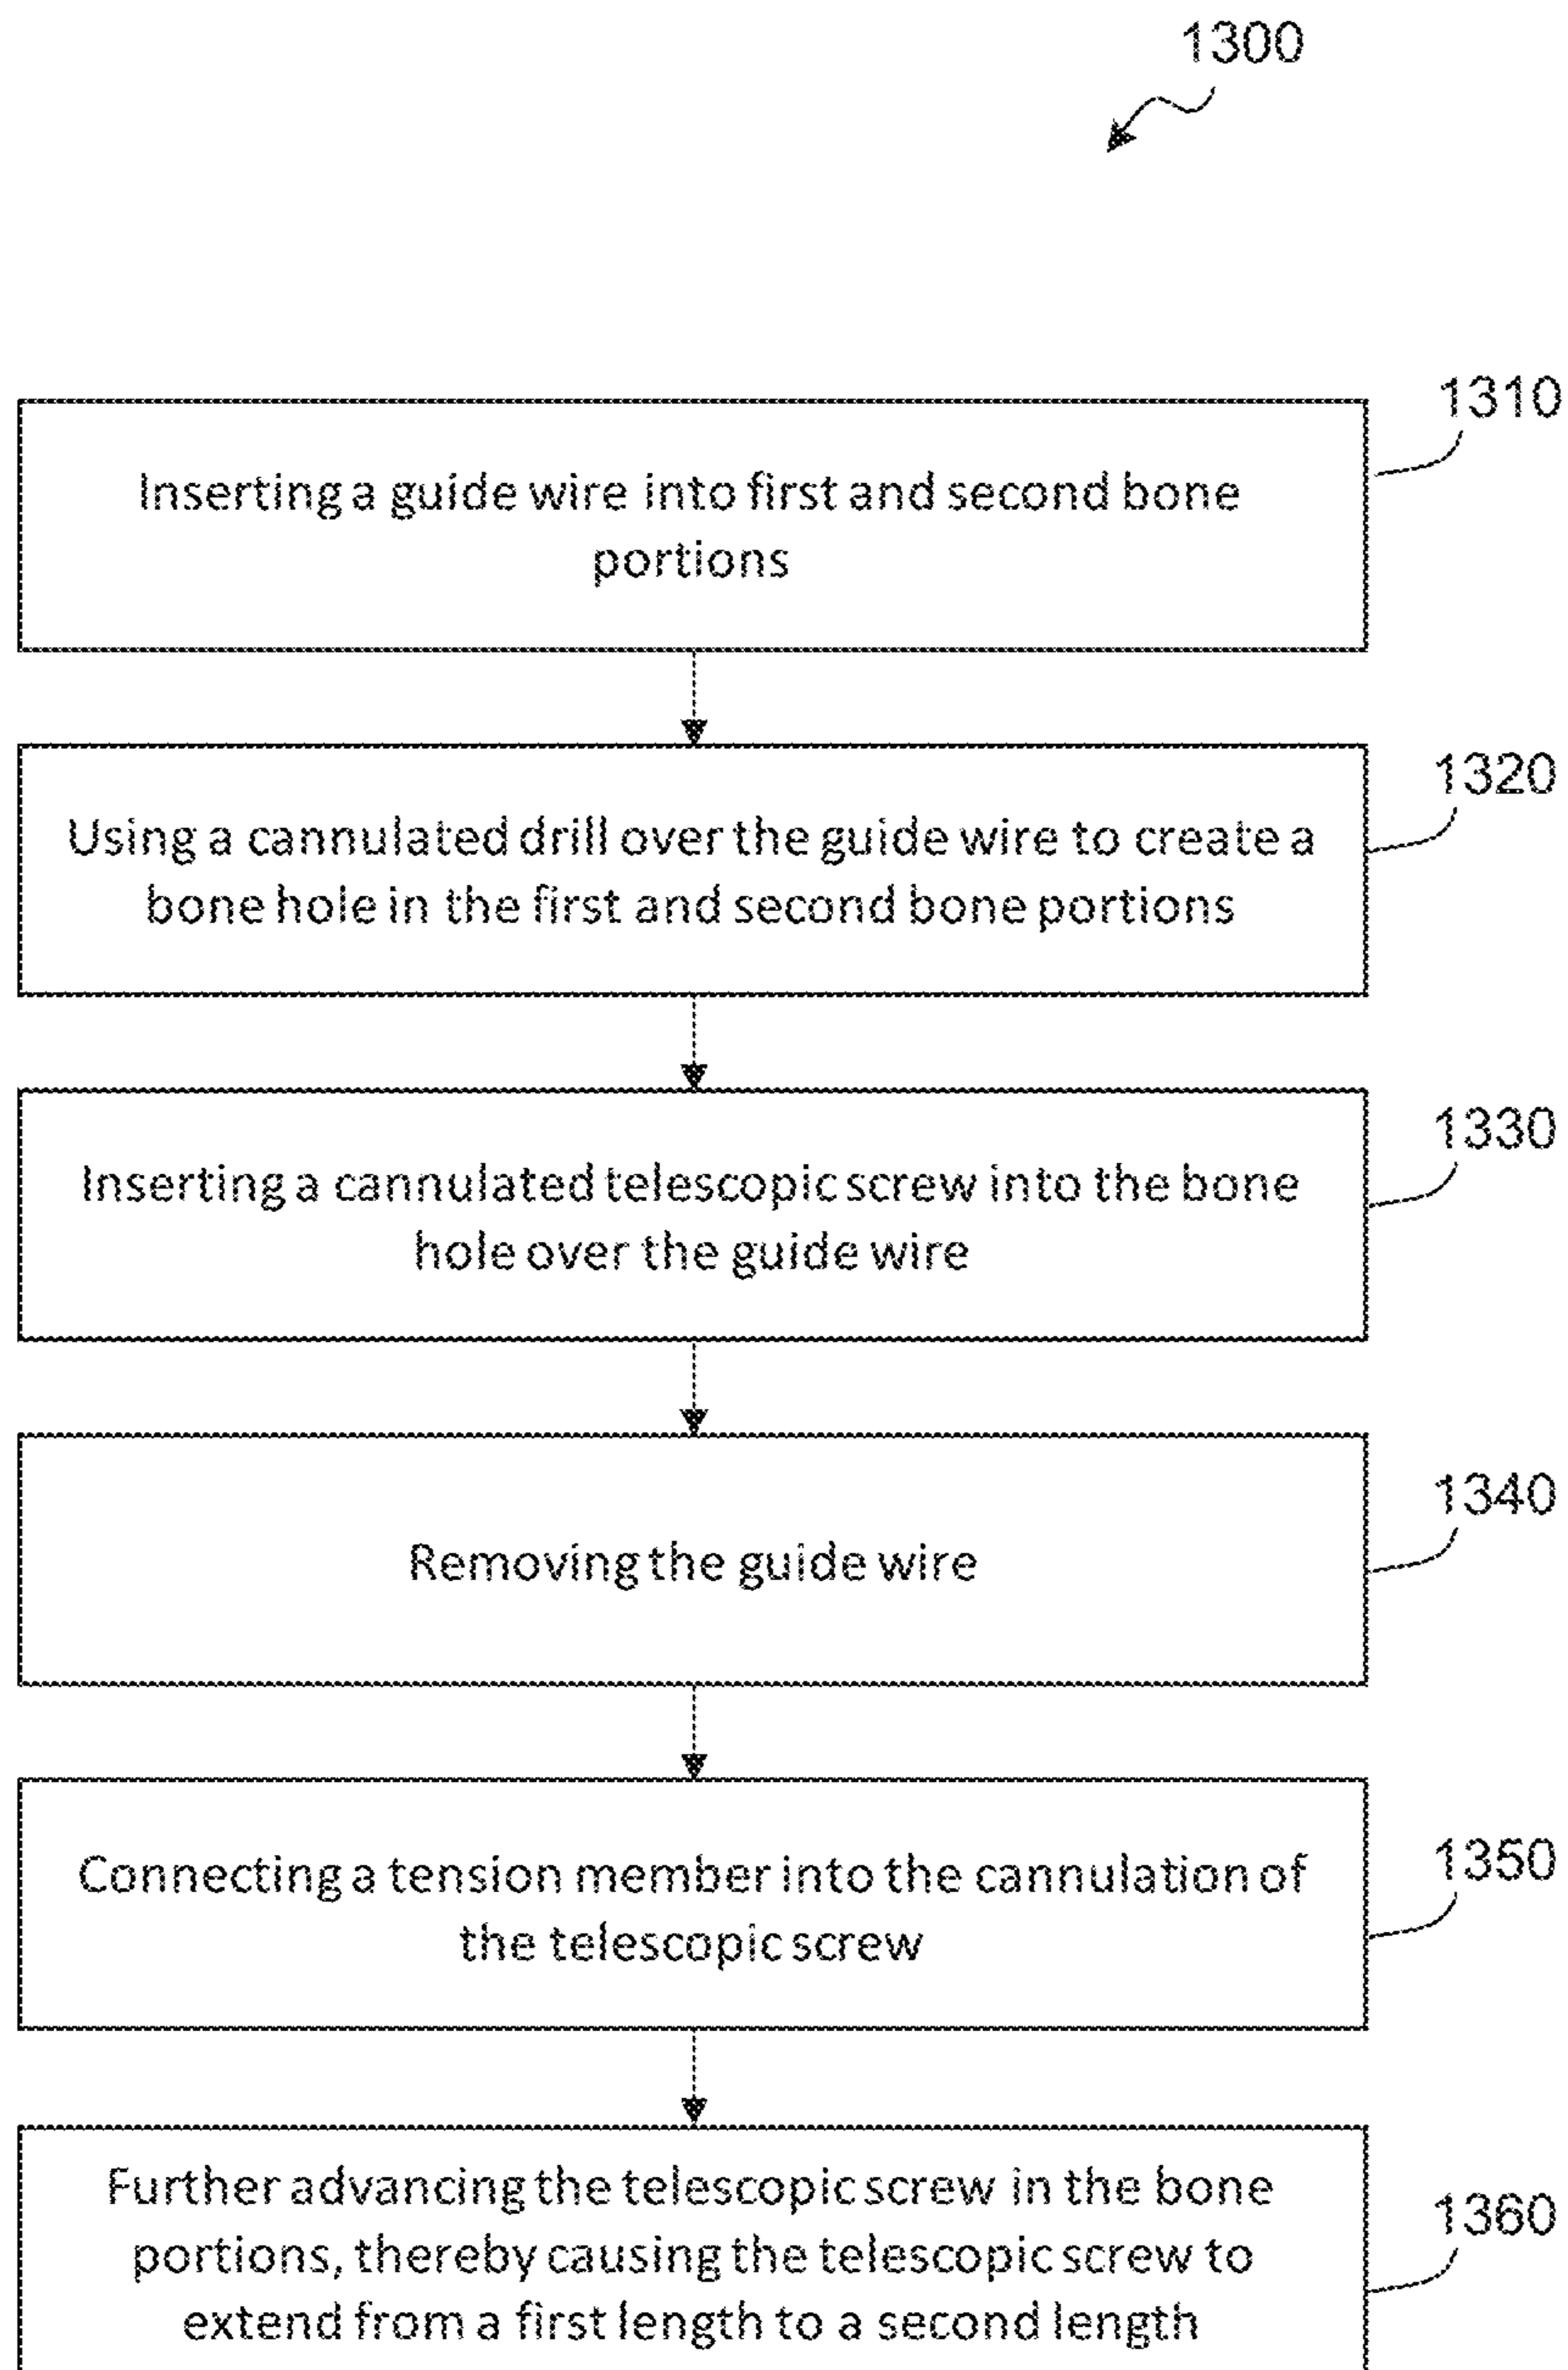 1300
1310
Inserting a guide wire into first and second bone
portions
1320
Using a cannulated drill over the guide wire to create a
bone hole in the first and second bone portions
1330
Inserting a cannulated telescopic screw into the bone
hole over the guide wire
1340
Removing the guide wire
1350
Connecting a tension member into the cannulation of
the telescopic screw
1360
Further advancing the telescopic screw in the bone
portions, thereby causing the telescopic screw to
extend from a first length to a second length